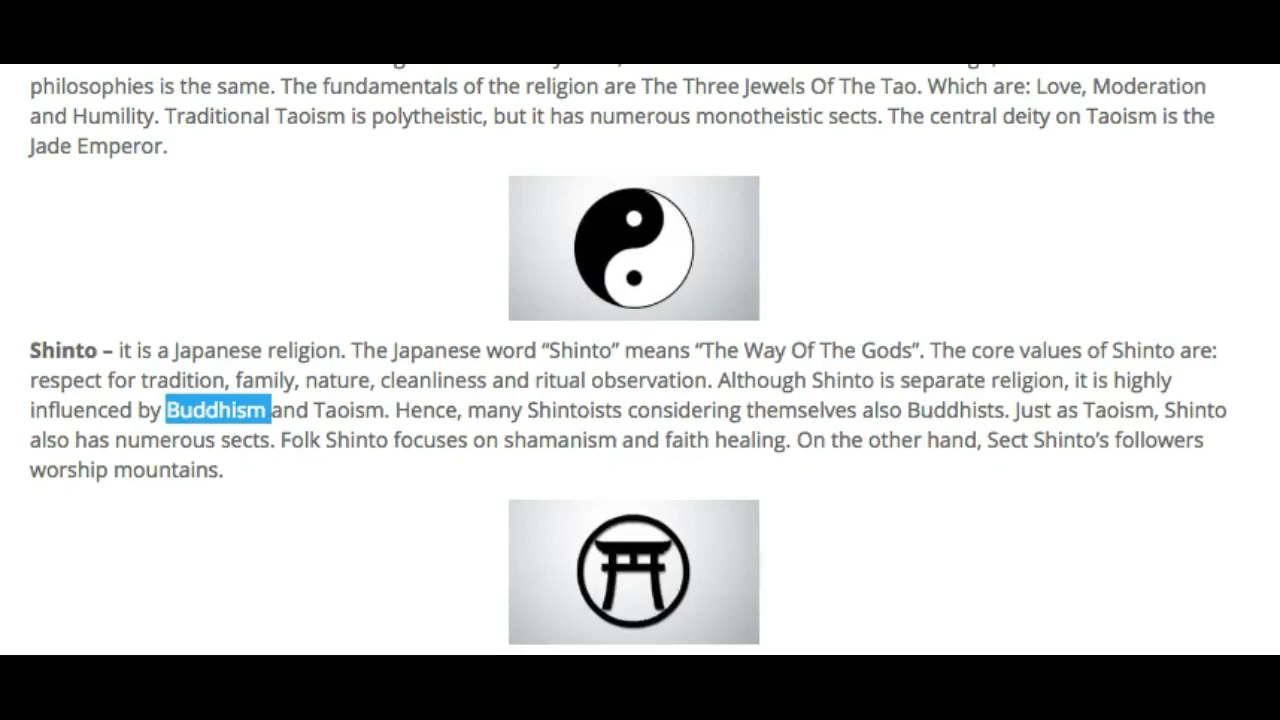 philosophies is the same. The fundamentals of the religion are The Three Jewels Of The Tao. Which are: Love, Moderation
and Humility. Traditional Taoism is polytheistic, but it has numerous monotheistic sects. The central deity on Taoism is the
Jade Emperor.
Shinto – it is a Japanese religion. The Japanese word “Shinto” means “The Way Of The Gods”. The core values of Shinto are:
respect for tradition, family, nature, cleanliness and ritual observation. Although Shinto is separate religion, it is highly
influenced by Buddhism and Taoism. Hence, many Shintoists considering themselves also Buddhists. Just as Taoism, Shinto
also has numerous sects. Folk Shinto focuses on shamanism and faith healing. On the other hand, Sect Shinto’s followers
worship mountains.